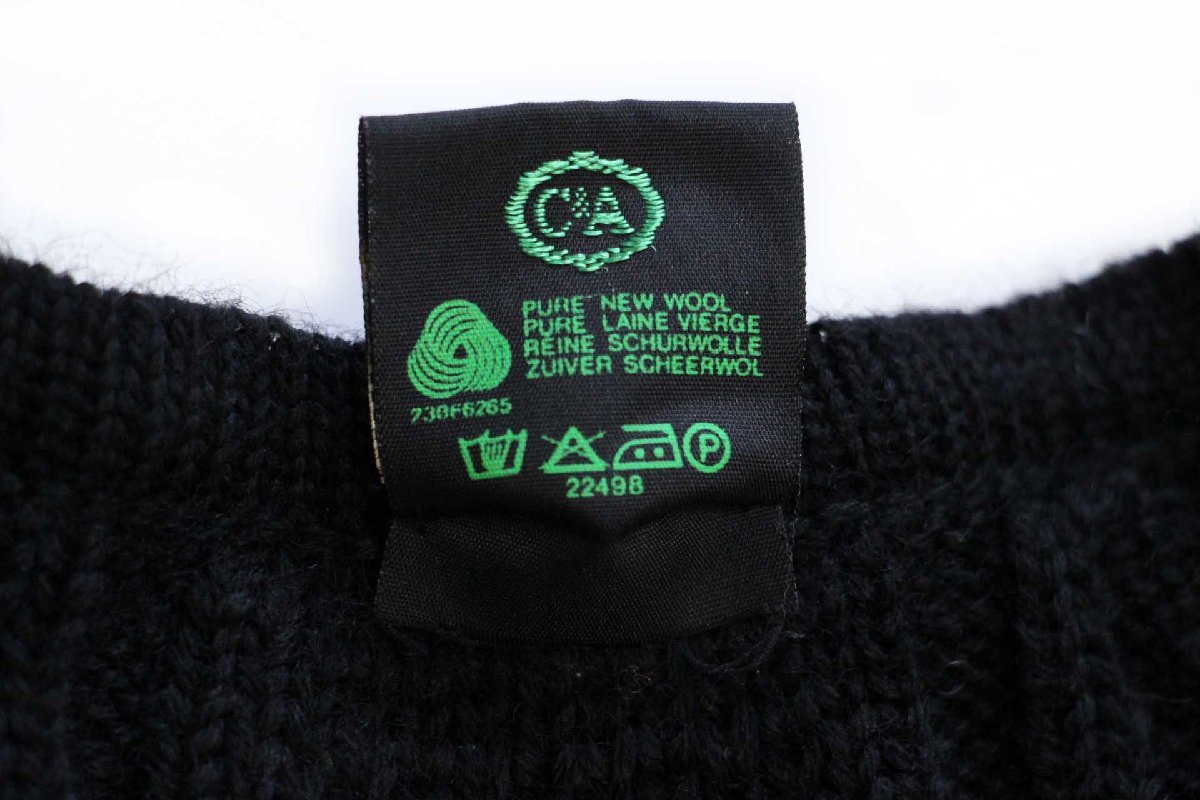 C&A
PURE NEW WOOL
PURE LAINE VIERGE
REINE SCHURWOLLE
ZUIVER SCHEERWOL
730F6265
P
22498